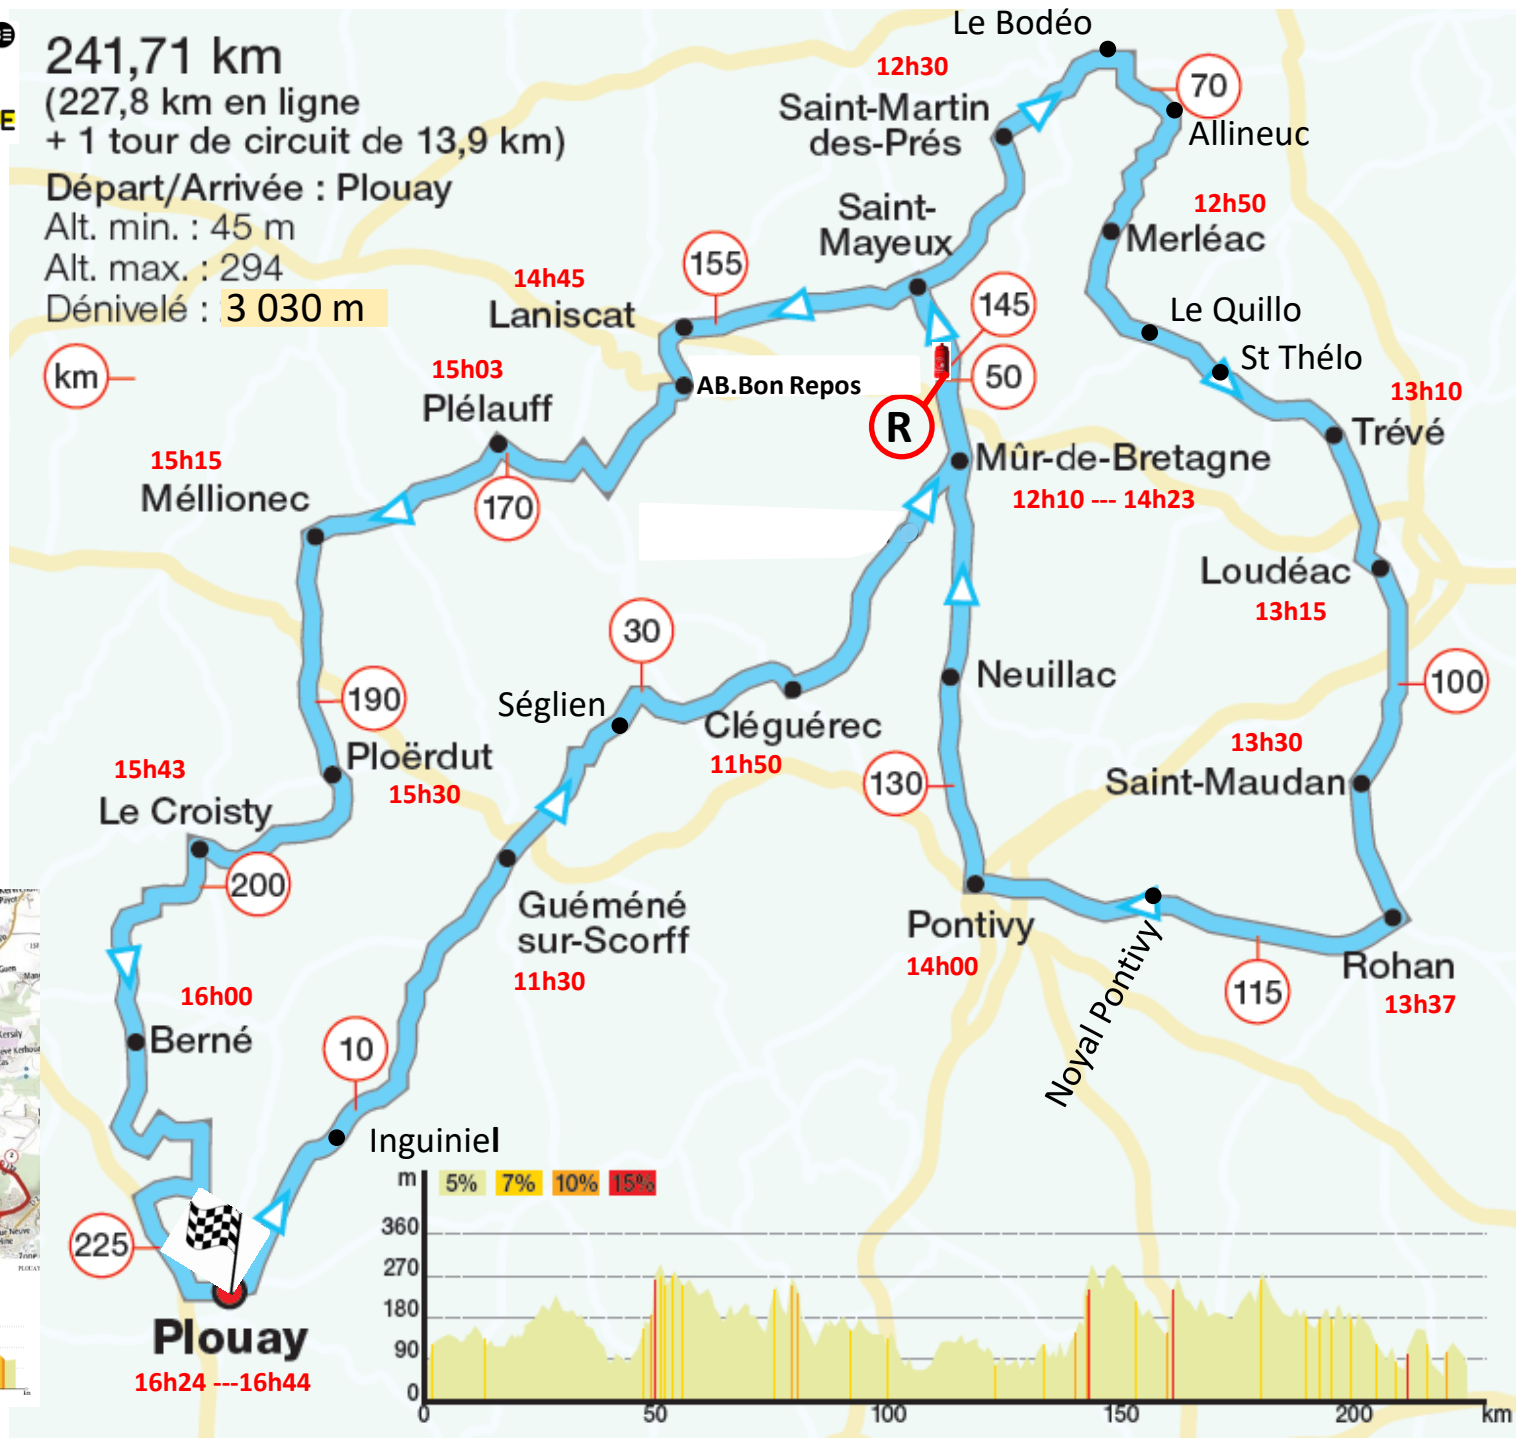 241,71 km
(227,8 km en ligne
+ 1 tour de circuit de 13,9 km)
Départ/Arrivée : Plouay
Alt. min. : 45 m
Alt. max. : 294
Dénivelé : 3 030 m
km
E
Le Bodéo
12h30
Saint-Martin
des-Prés
70
Allineuc
Saint-
Mayeux
12h50
Merléac
155
14h45
Laniscat
145
50
Le Quillo
St Thélo
AB.Bon Repos
15h03
Plélauff
13h10
Trévé
R
Mûr-de-Bretagne
12h10 --- 14h23
15h15
Méllionec
170
Loudéac
13h15
30
Neuillac
100
190
Séglien
Cléguérec
11h50
13h30
Saint-Maudan
130
Ploërdut
15h30
15h43
Le Croisty
200
Guéméné
sur-Scorff
11h30
Pontivy
14h00
Noyal Pontivy
115
Rohan
13h37
16h00
Berné
10
Inguiniel
225
Plouay
16h24 ---16h44
m
5% 7% 10% 15%
360
270
180
90
0
0 50 100 150 200 km